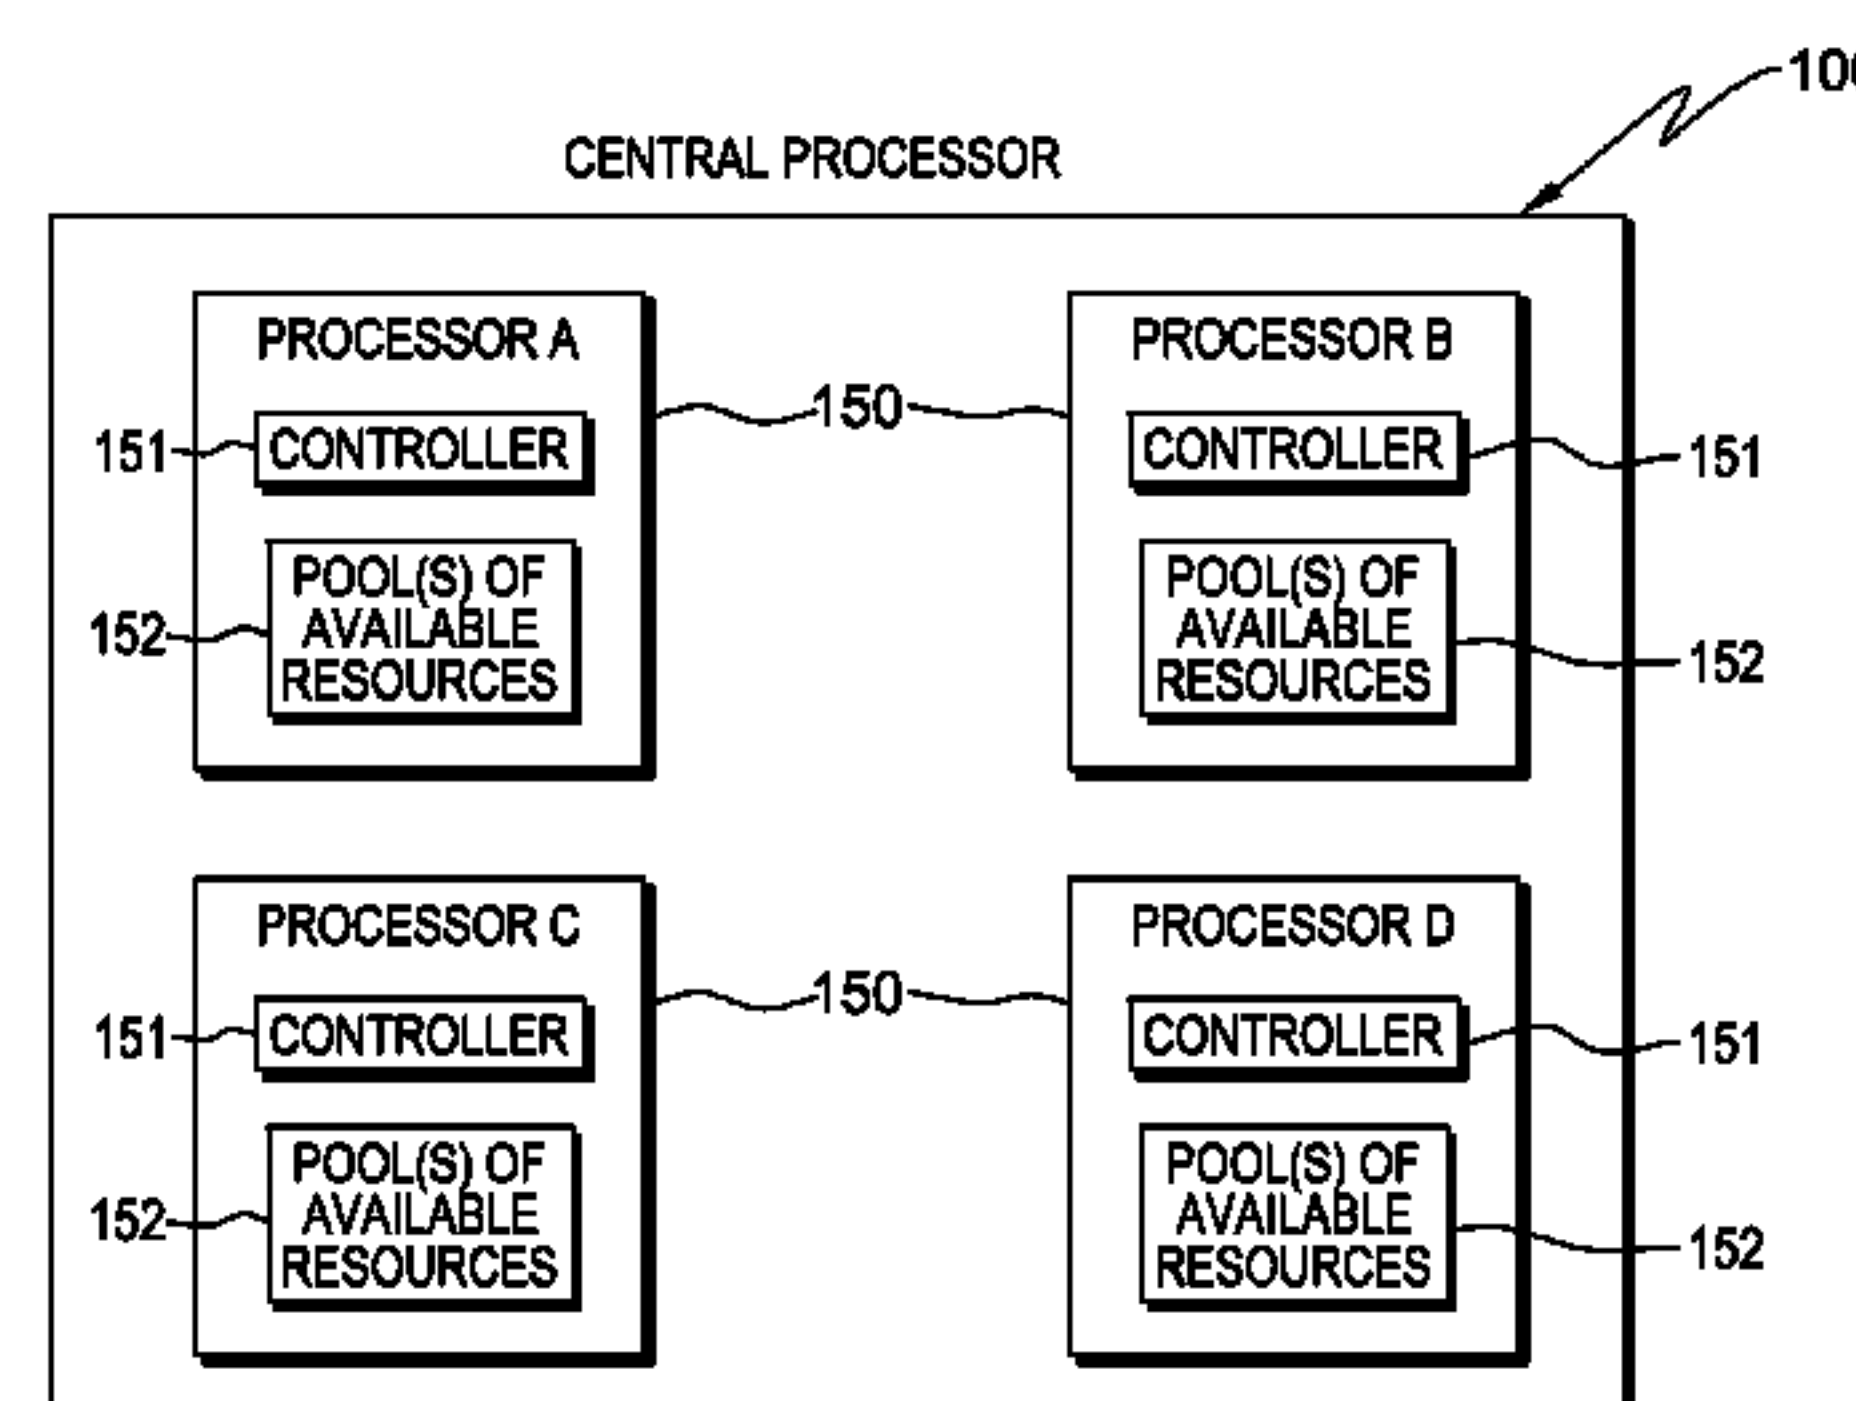 CENTRAL PROCESSOR
PROCESSOR A
CONTROLLER
151
POOL(S) OF
AVAILABLE
RESOURCES
152
150
PROCESSOR B
CONTROLLER
151
POOL(S) OF
AVAILABLE
RESOURCES
152
PROCESSOR C
CONTROLLER
151
POOL(S) OF
AVAILABLE
RESOURCES
152
150
PROCESSOR D
CONTROLLER
151
POOL(S) OF
AVAILABLE
RESOURCES
152